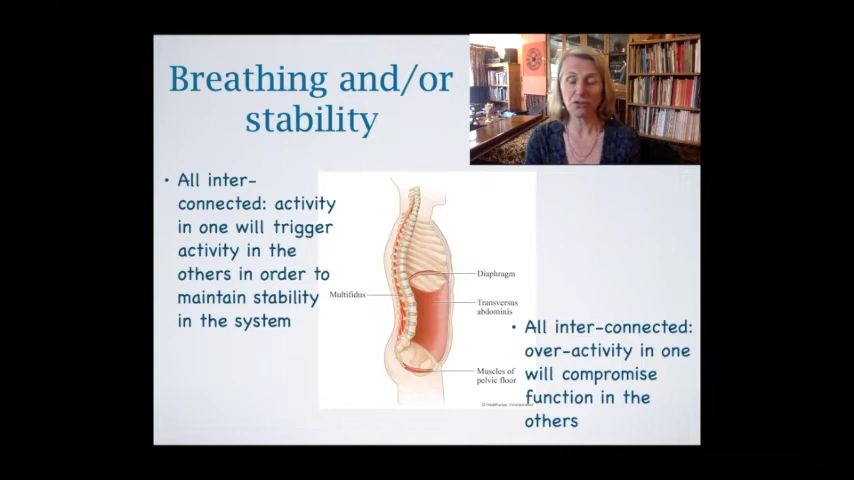 Breathing and/or
stability
• All inter-
connected: activity
in one will trigger
activity in the
others in order to
maintain stability
in the system
Diaphragm
Multifidus
Transversus
abdominis
Muscles of
pelvic floor
• All inter-connected:
over-activity in one
will compromise
function in the
others